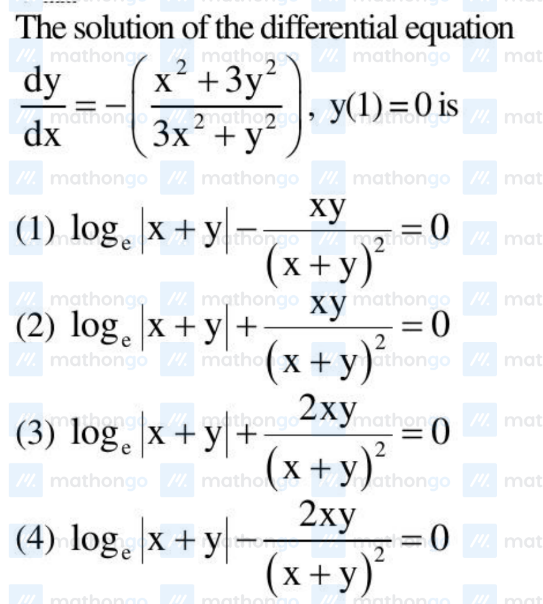 The solution of the differential equation
dy/dx = −((x² + 3y²)/(3x² + y²)), y(1) = 0 is
(1) logₑ |x + y| − xy/(x + y)² = 0
(2) logₑ |x + y| + xy/(x + y)² = 0
(3) logₑ |x + y| + 2xy/(x + y)² = 0
(4) logₑ |x + y| − 2xy/(x + y)² = 0
mathongo